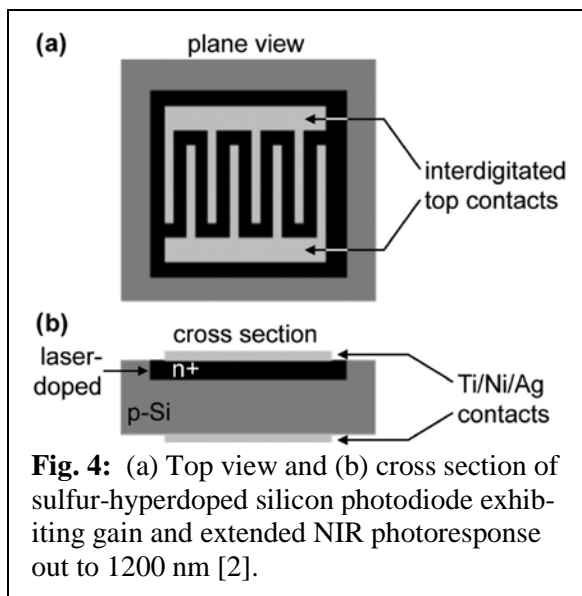 (a)
plane view
interdigitated
top contacts
(b)
cross section
laser-
doped
n+
p-Si
Ti/Ni/Ag
contacts
Fig. 4: (a) Top view and (b) cross section of
sulfur-hyperdoped silicon photodiode exhib-
iting gain and extended NIR photoresponse
out to 1200 nm [2].